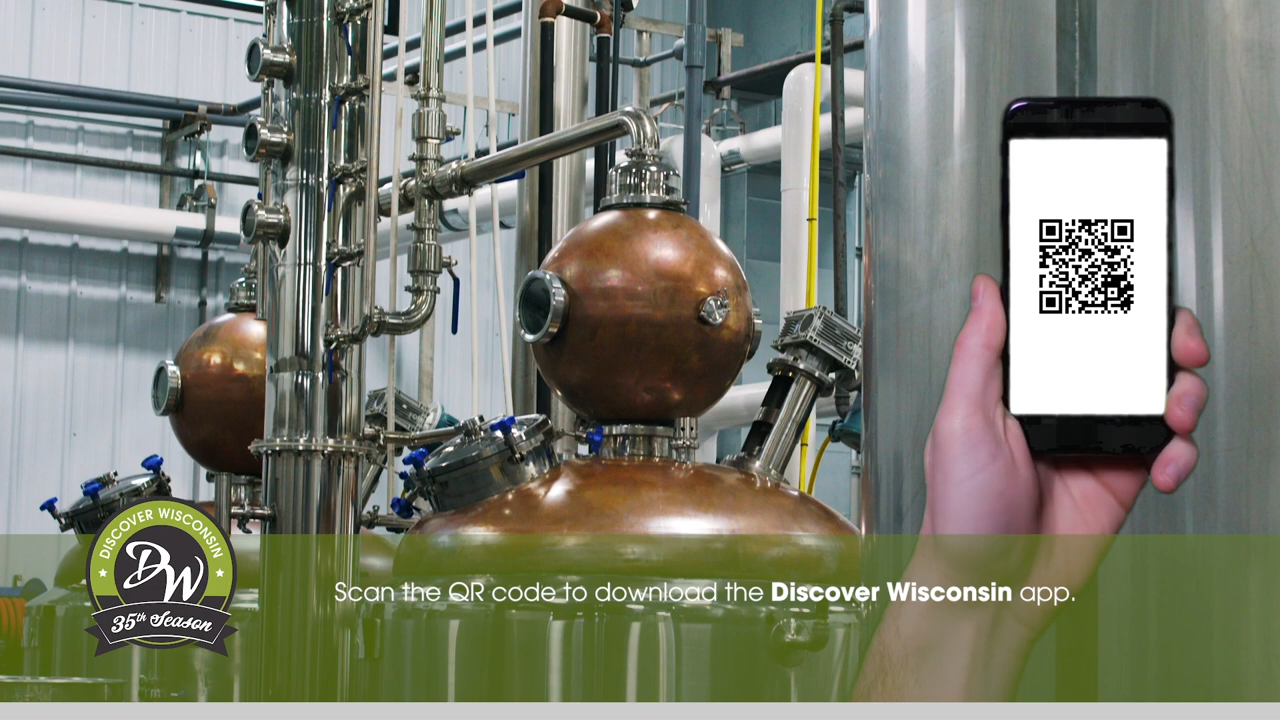 DISCOVER WISCONSIN
DW
35th Season
Scan the QR code to download the Discover Wisconsin app.